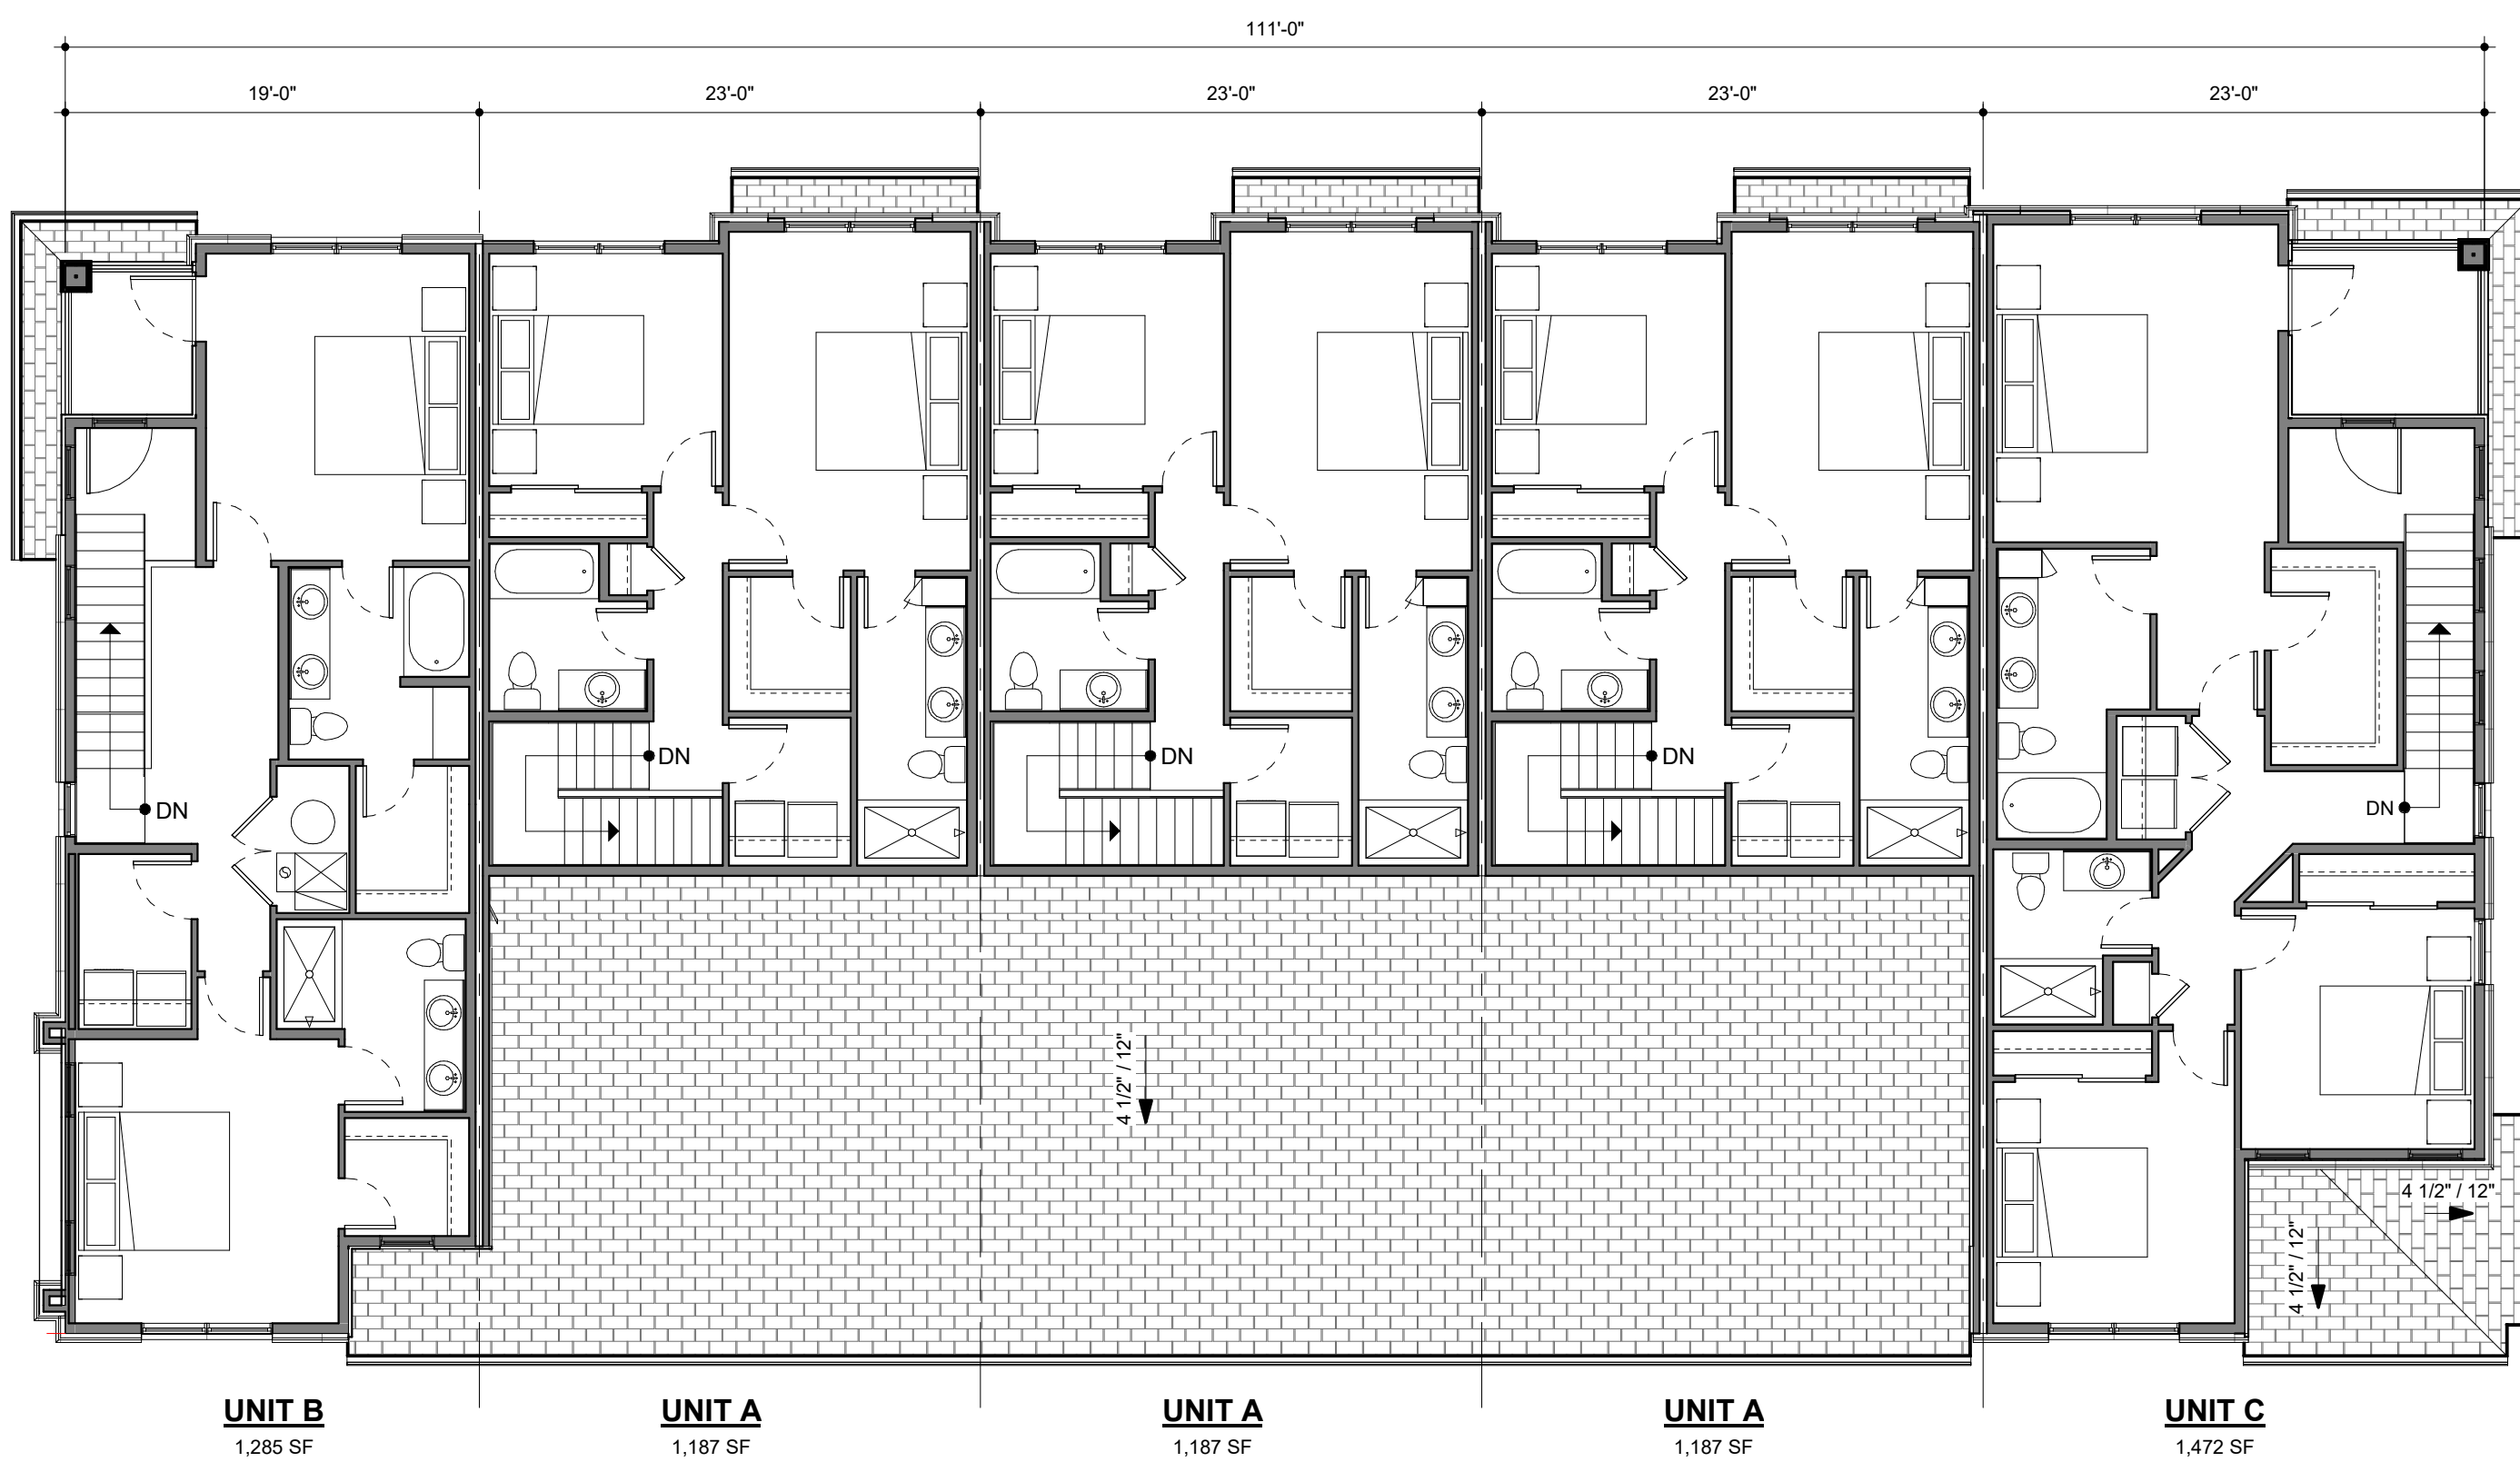 111'-0"
19'-0"
23'-0"
23'-0"
23'-0"
23'-0"
DN
DN
DN
DN
DN
4 1/2" / 12"
4 1/2" / 12"
4 1/2" / 12"
UNIT B
1,285 SF
UNIT A
1,187 SF
UNIT A
1,187 SF
UNIT A
1,187 SF
UNIT C
1,472 SF